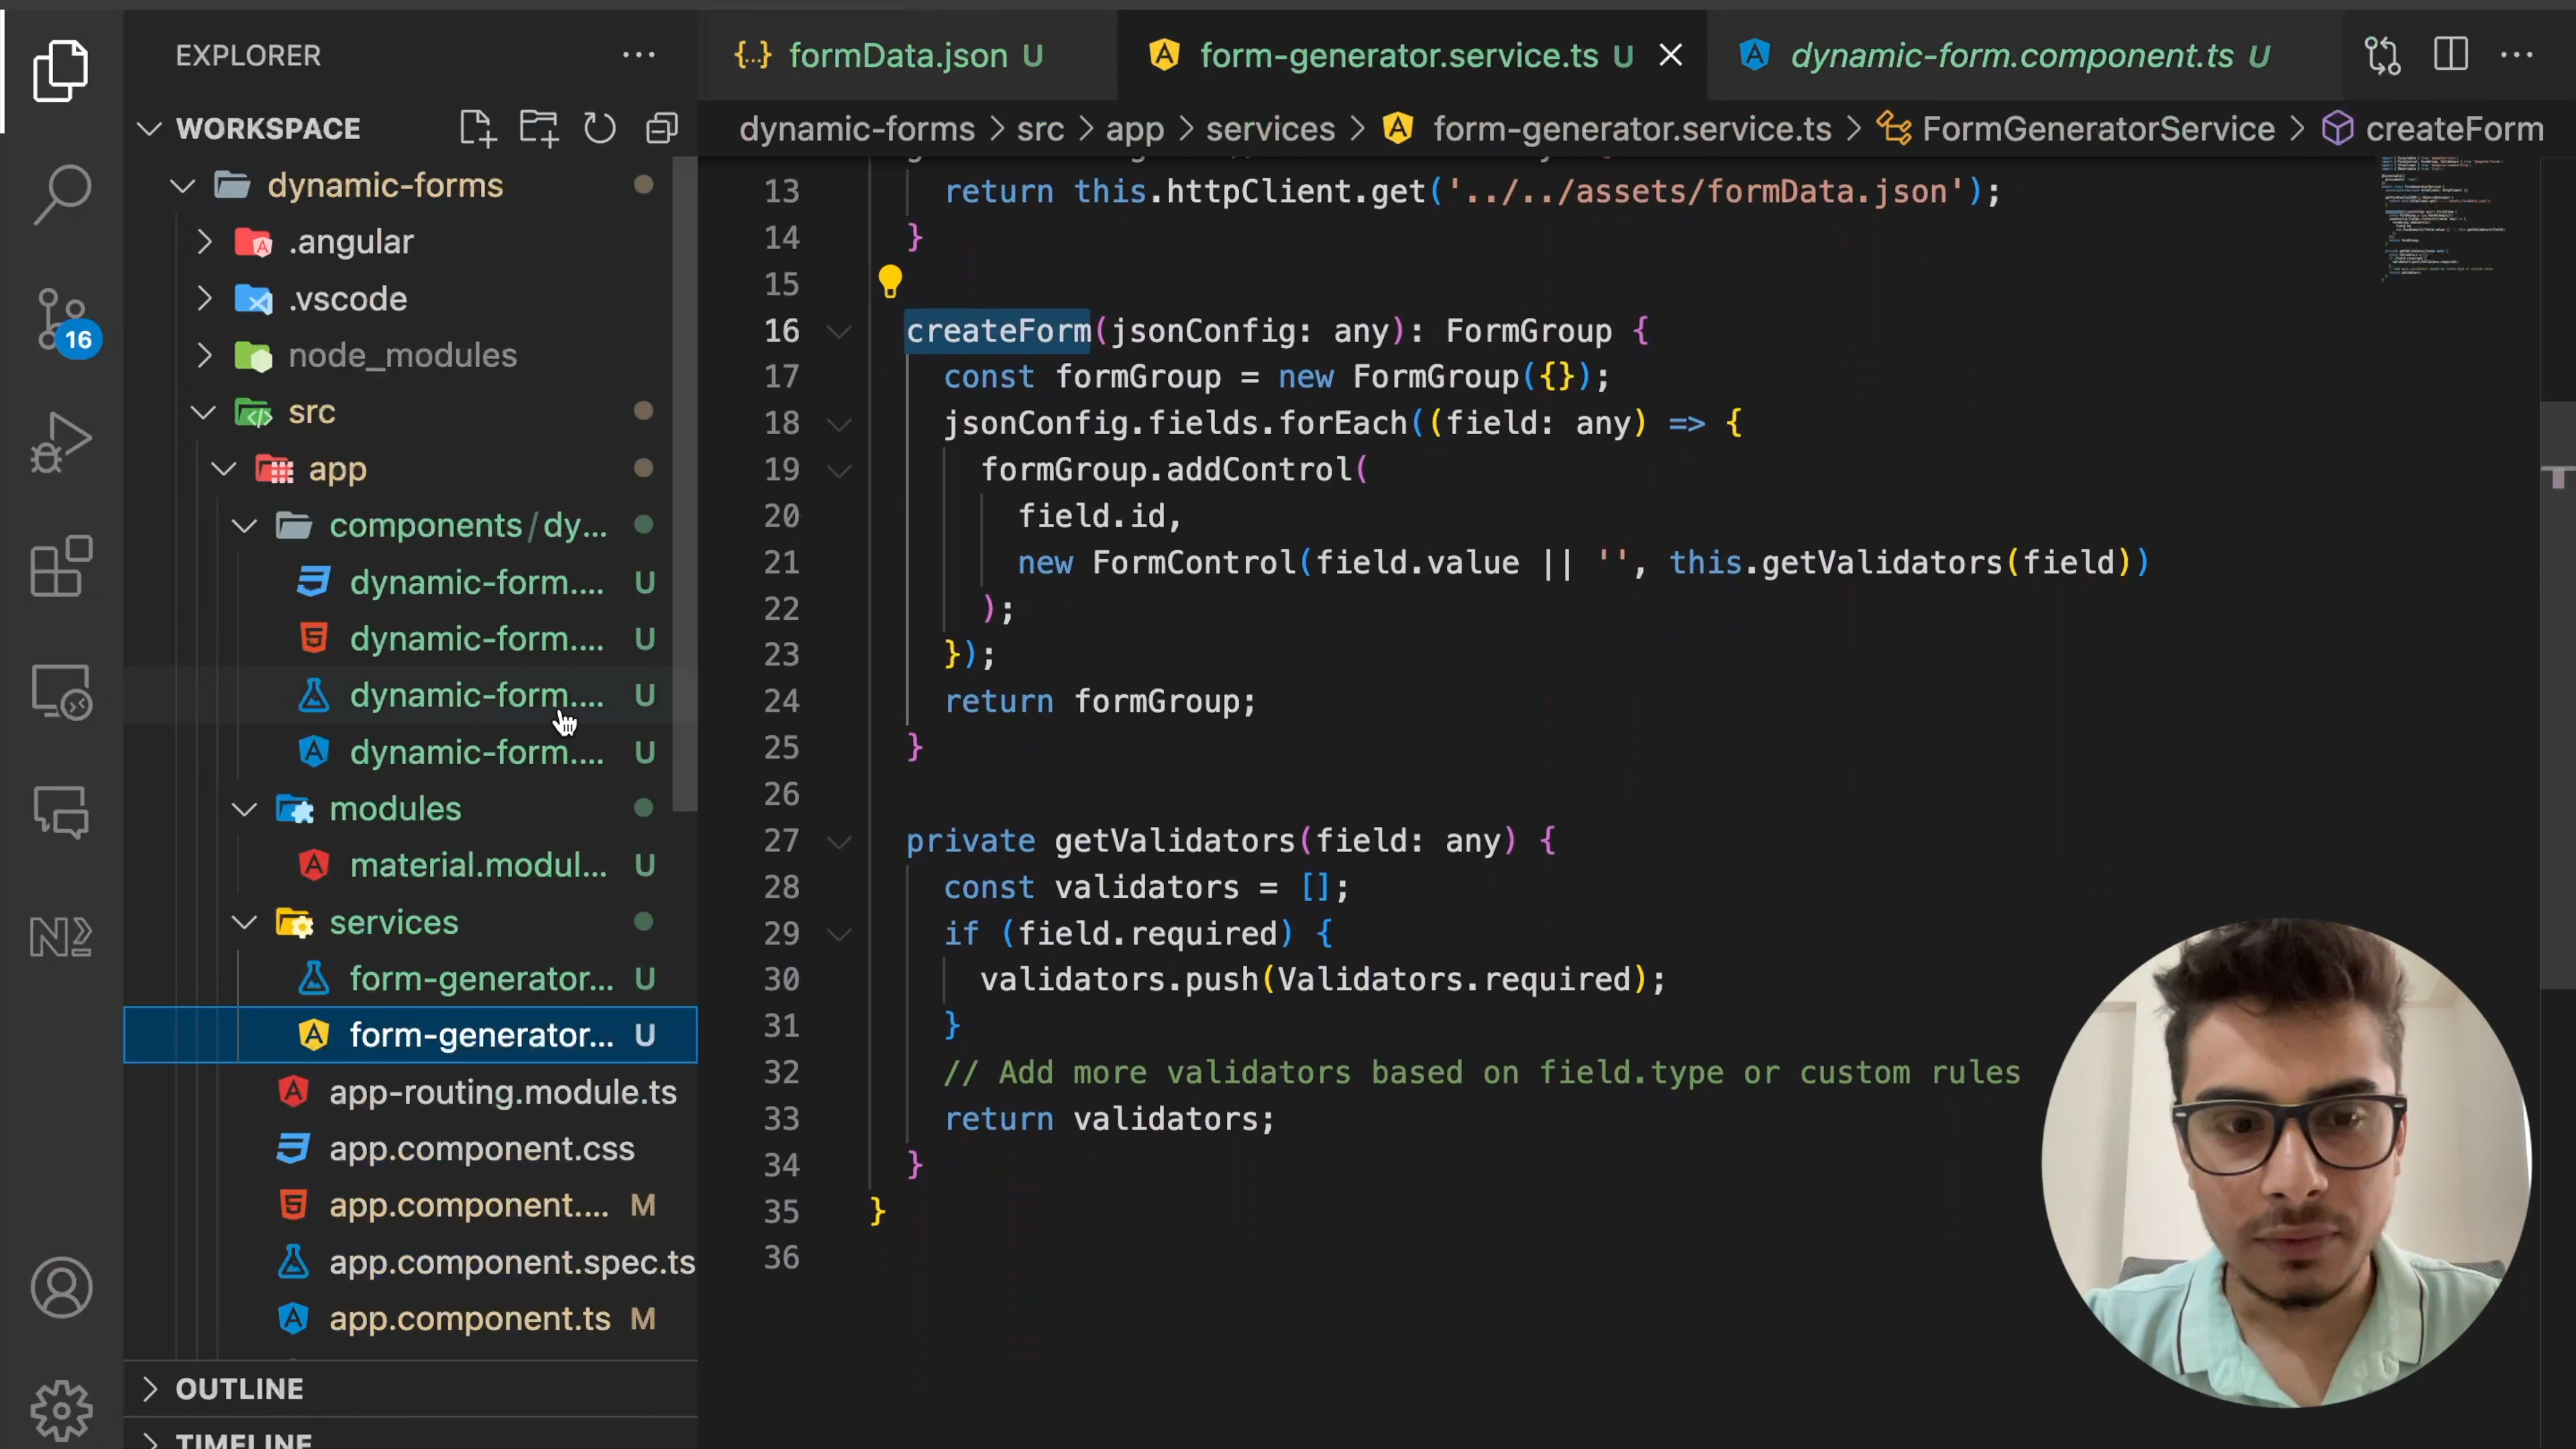 EXPLORER
WORKSPACE
dynamic-forms
.angular
.vscode
node_modules
src
app
components/dy...
dynamic-form.... U
dynamic-form.... U
dynamic-form.... U
dynamic-form.... U
modules
material.modul... U
services
form-generator... U
form-generator... U
app-routing.module.ts
app.component.css
app.component.... M
app.component.spec.ts
app.component.ts M
OUTLINE
TIMELINE
16
formData.json U
form-generator.service.ts U
dynamic-form.component.ts U
dynamic-forms > src > app > services > form-generator.service.ts > FormGeneratorService > createForm
13 return this.httpClient.get('../../assets/formData.json');
14 }
15
16 createForm(jsonConfig: any): FormGroup {
17 const formGroup = new FormGroup({});
18 jsonConfig.fields.forEach((field: any) => {
19 formGroup.addControl(
20 field.id,
21 new FormControl(field.value || '', this.getValidators(field))
22 );
23 });
24 return formGroup;
25 }
26
27 private getValidators(field: any) {
28 const validators = [];
29 if (field.required) {
30 validators.push(Validators.required);
31 }
32 // Add more validators based on field.type or custom rules
33 return validators;
34 }
35 }
36